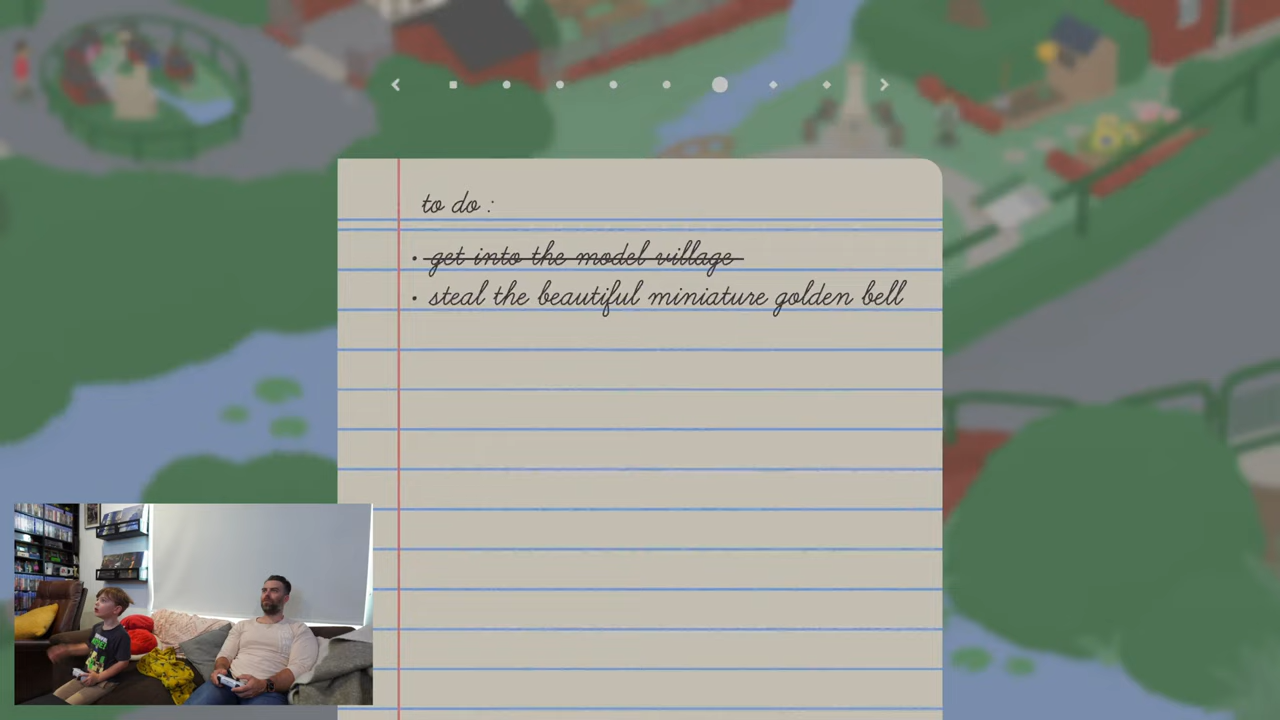 to do :
• get into the model village
• steal the beautiful miniature golden bell